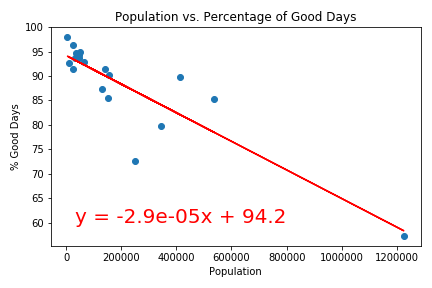 Population vs. Percentage of Good Days
100
95
90
85
80
75
70
65
60
% Good Days
y = -2.9e-05x + 94.2
0 200000 400000 600000 800000 1000000 1200000
Population